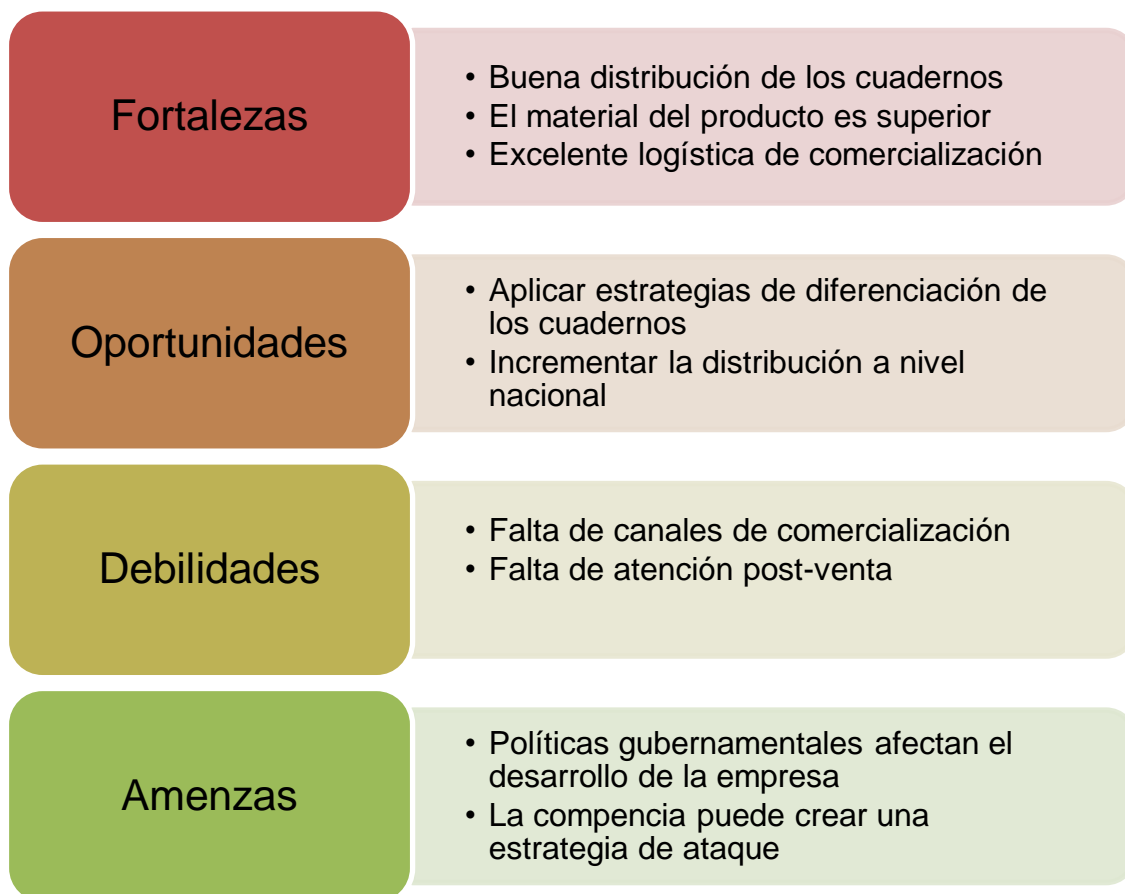 Fortalezas
• Buena distribución de los cuadernos
• El material del producto es superior
• Excelente logística de comercialización
Oportunidades
• Aplicar estrategias de diferenciación de
los cuadernos
• Incrementar la distribución a nivel
nacional
Debilidades
• Falta de canales de comercialización
• Falta de atención post-venta
Amenzas
• Políticas gubernamentales afectan el
desarrollo de la empresa
• La compencia puede crear una
estrategia de ataque